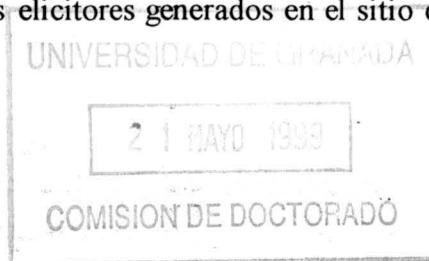 s elicitores generados en el sitio
UNIVERSIDAD DE GRANADA
21 MAYO 1999
COMISION DE DOCTORADO